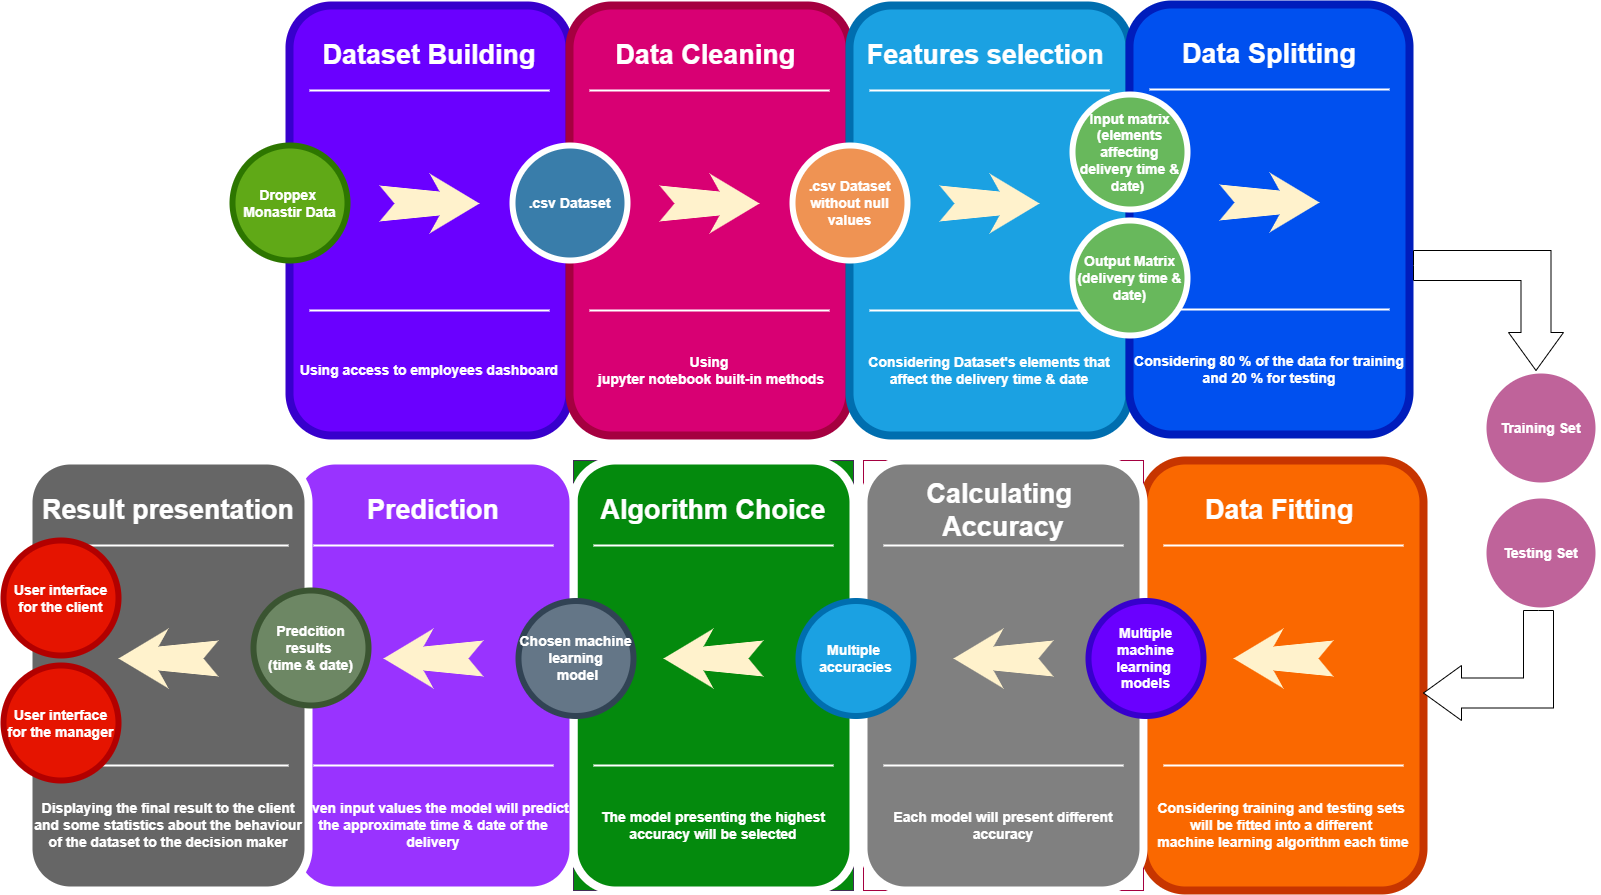 Dataset Building
Data Cleaning
Features selection
Data Splitting
Droppex
Monastir Data
.csv Dataset
.csv Dataset
without null
values
Input matrix
(elements
affecting
delivery time &
date)
Output Matrix
(delivery time &
date)
Using access to employees dashboard
Using
jupyter notebook built-in methods
Considering Dataset's elements that
affect the delivery time & date
Considering 80 % of the data for training
and 20 % for testing
Training Set
Testing Set
Result presentation
Prediction
Algorithm Choice
Calculating
Accuracy
Data Fitting
User interface
for the client
User interface
for the manager
Predcition
results
(time & date)
Chosen machine
learning
model
Multiple
accuracies
Multiple
machine
learning
models
Displaying the final result to the client
and some statistics about the behaviour
of the dataset to the decision maker
ven input values the model will predict
the approximate time & date of the
delivery
The model presenting the highest
accuracy will be selected
Each model will present different
accuracy
Considering training and testing sets
will be fitted into a different
machine learning algorithm each time